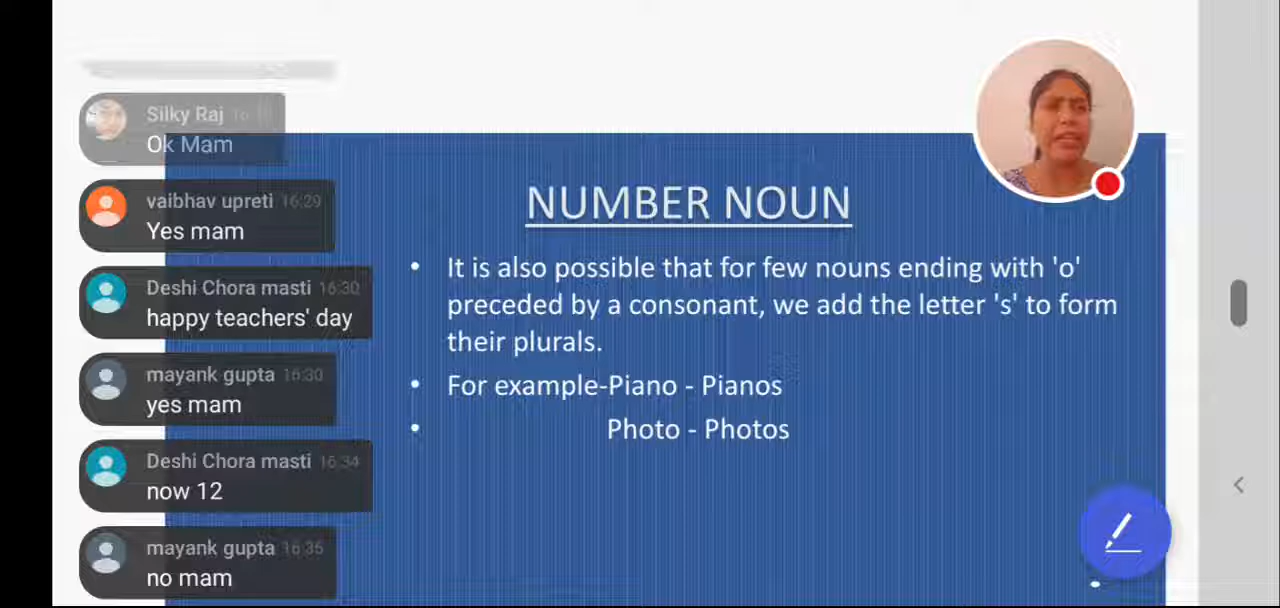 Silky Raj
Ok Mam
vaibhav upreti 16:29
Yes mam
Deshi Chora masti 16:30
happy teachers' day
mayank gupta 16:30
yes mam
Deshi Chora masti 16:34
now 12
mayank gupta 16:35
no mam
NUMBER NOUN
• It is also possible that for few nouns ending with 'o'
preceded by a consonant, we add the letter 's' to form
their plurals.
• For example-Piano - Pianos
• Photo - Photos